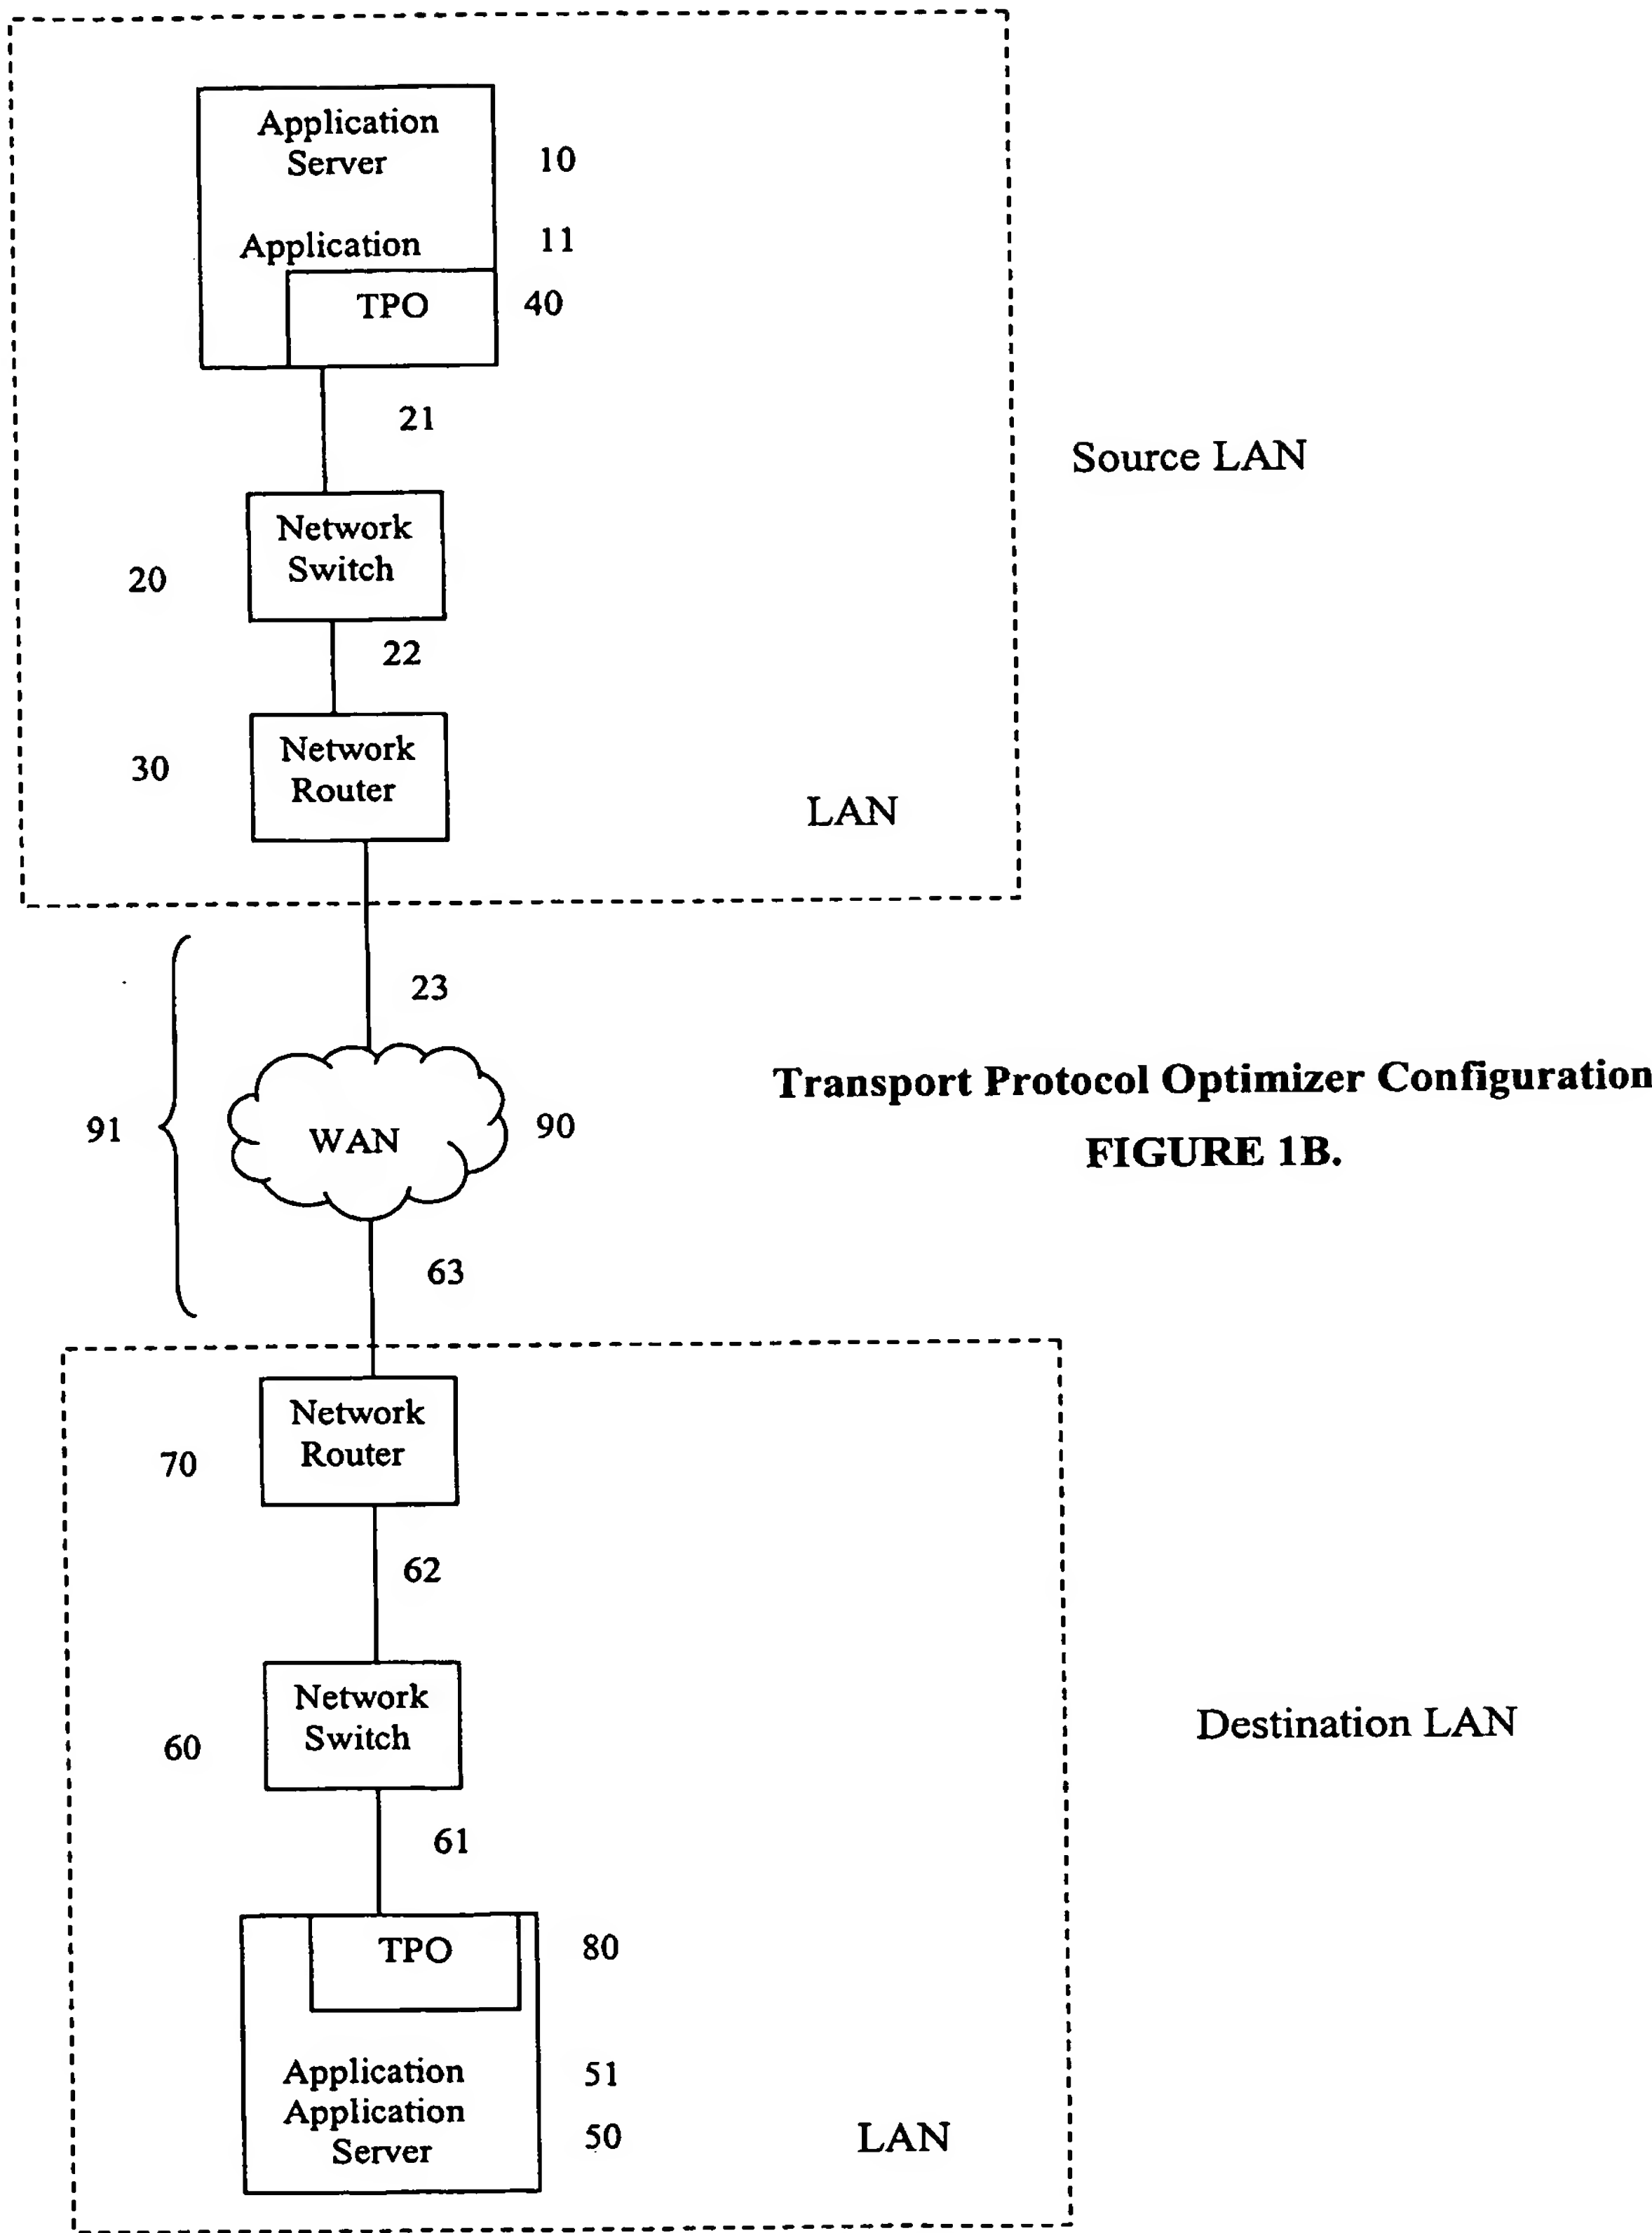 Application
Server
10
Application
11
TPO
40
21
Source LAN
Network
Switch
20
22
Network
Router
30
LAN
23
Transport Protocol Optimizer Configuration
91
WAN
90
FIGURE 1B.
63
Network
Router
70
62
Network
Switch
60
Destination LAN
61
TPO
80
Application
51
Application
Server
50
LAN